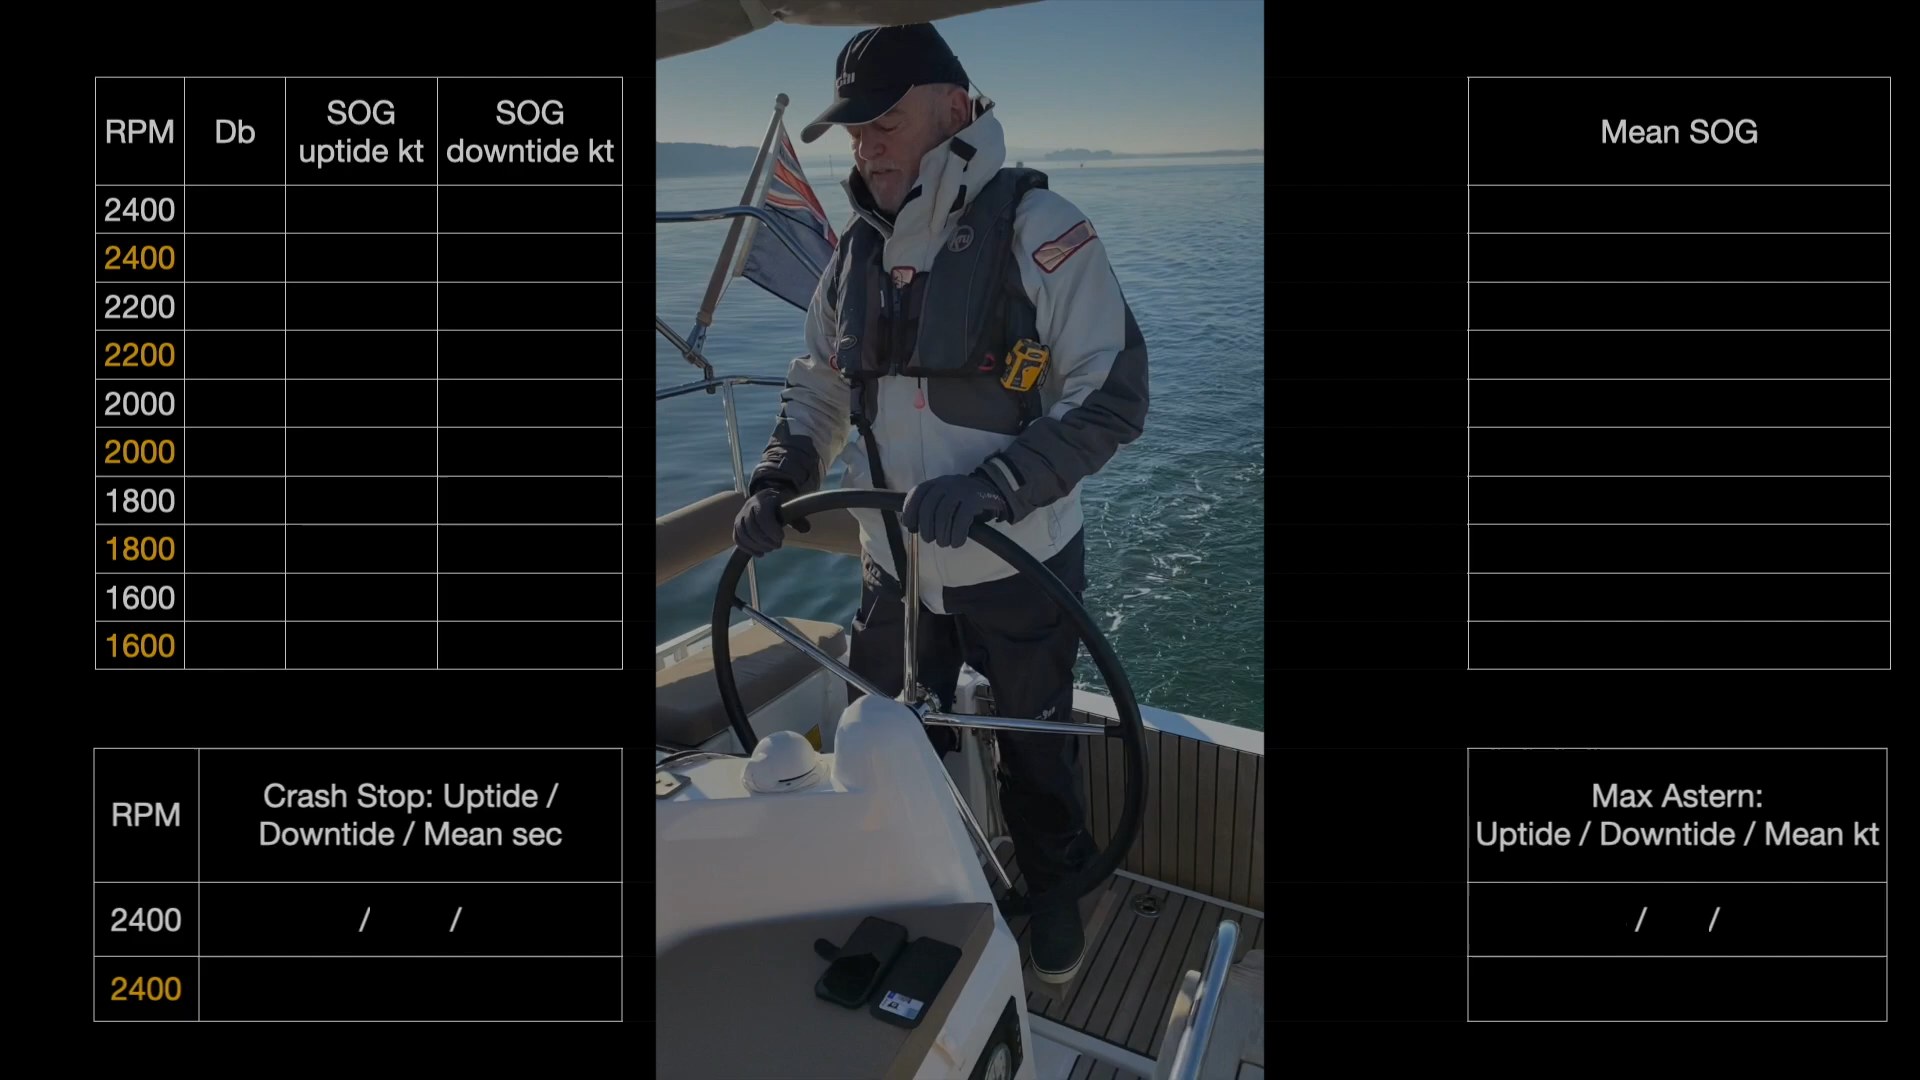 RPM
Db
SOG
uptide kt
SOG
downtide kt
Mean SOG
2400
2400
2200
2200
2000
2000
1800
1800
1600
1600
RPM
Crash Stop: Uptide /
Downtide / Mean sec
Max Astern:
Uptide / Downtide / Mean kt
2400
/ /
/ /
2400